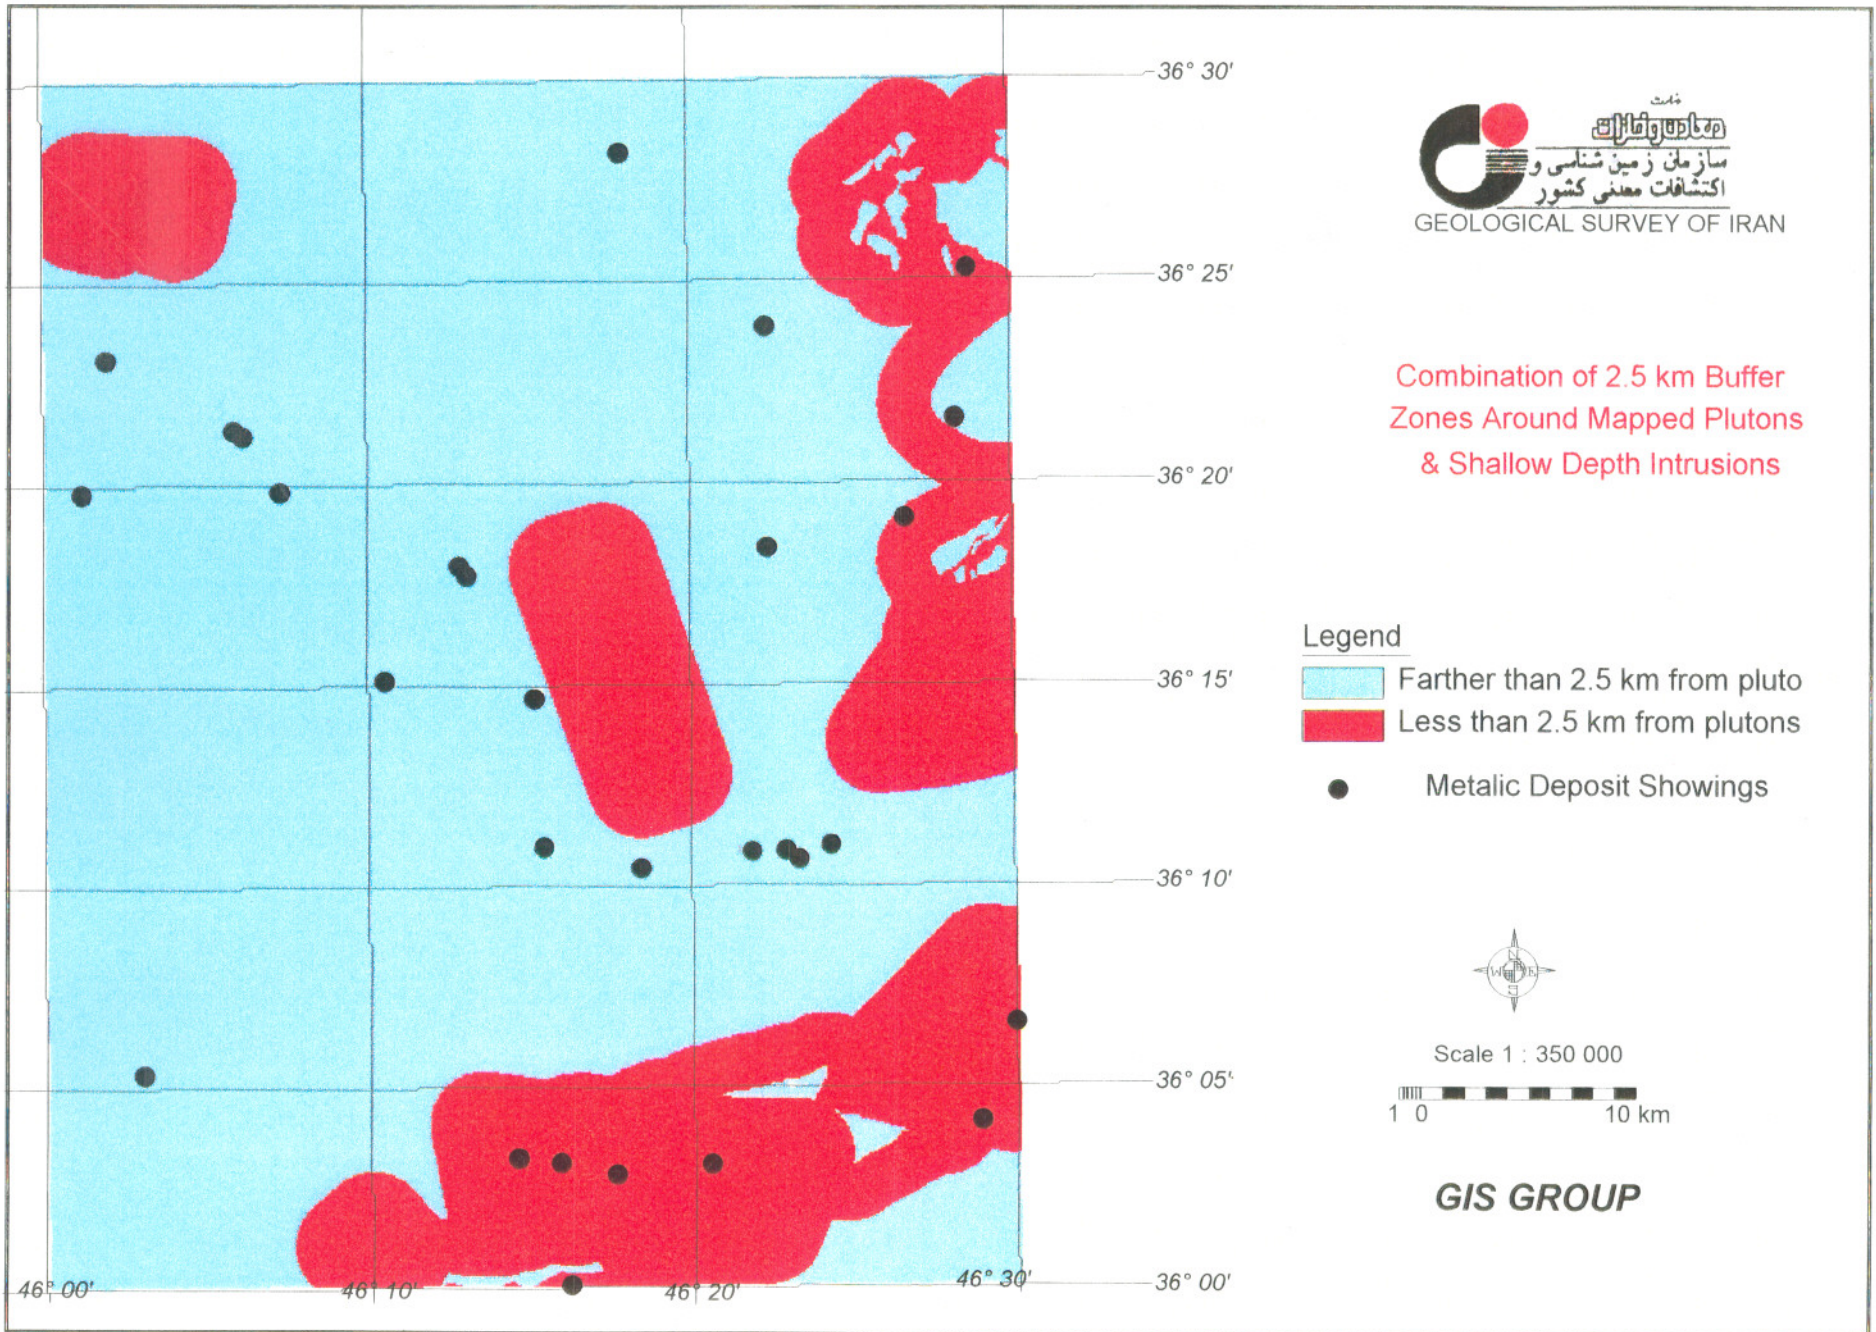 36° 30'
36° 25'
36° 20'
36° 15'
36° 10'
36° 05'
36° 00'
46° 00'
46° 10'
46° 20'
46° 30'
سازمان زمین شناسی و
اکتشافات معدنی کشور
GEOLOGICAL SURVEY OF IRAN
Combination of 2.5 km Buffer
Zones Around Mapped Plutons
& Shallow Depth Intrusions
Legend
Farther than 2.5 km from pluto
Less than 2.5 km from plutons
Metalic Deposit Showings
W E
Scale 1 : 350 000
1 0 10 km
GIS GROUP